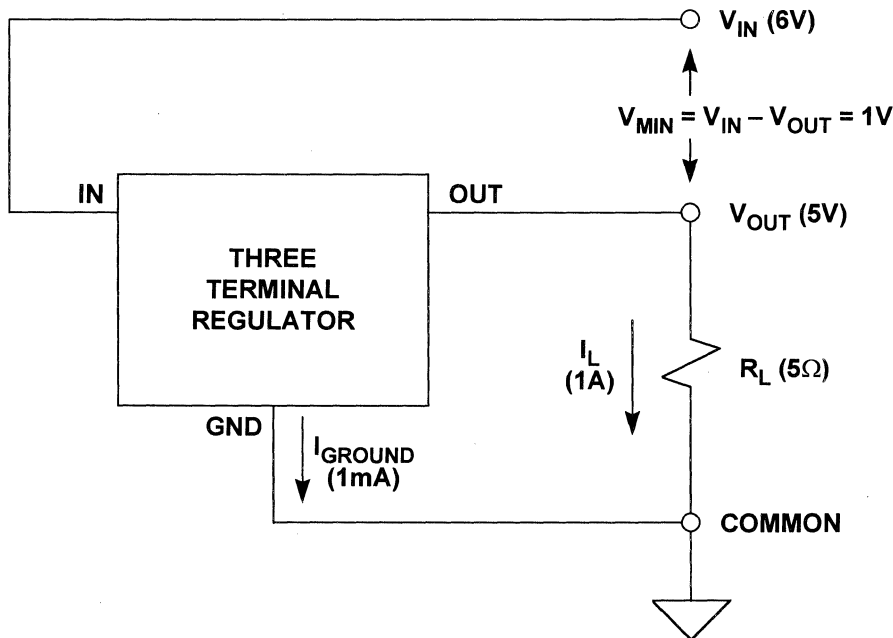 V_IN (6V)
V_MIN = V_IN – V_OUT = 1V
IN
OUT
V_OUT (5V)
THREE
TERMINAL
REGULATOR
I_L
(1A)
R_L (5Ω)
GND
I_GROUND
(1mA)
COMMON